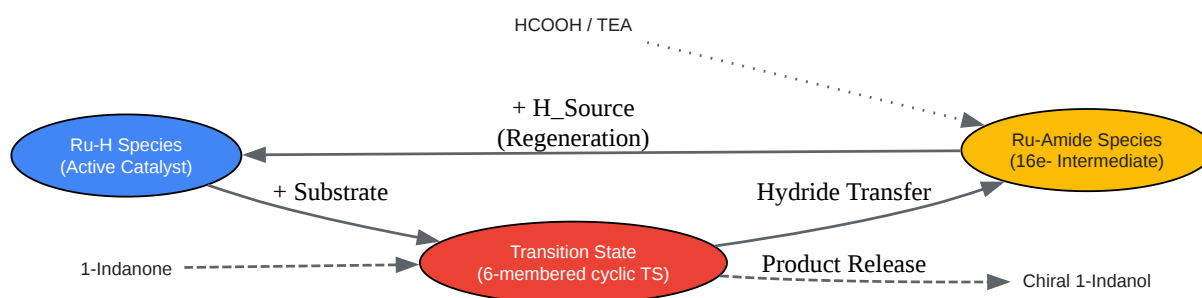 HCOOH / TEA
+ H_Source
(Regeneration)
Ru-H Species
(Active Catalyst)
Ru-Amide Species
(16e- Intermediate)
+ Substrate
Hydride Transfer
1-Indanone
Transition State
(6-membered cyclic TS)
Product Release
Chiral 1-Indanol